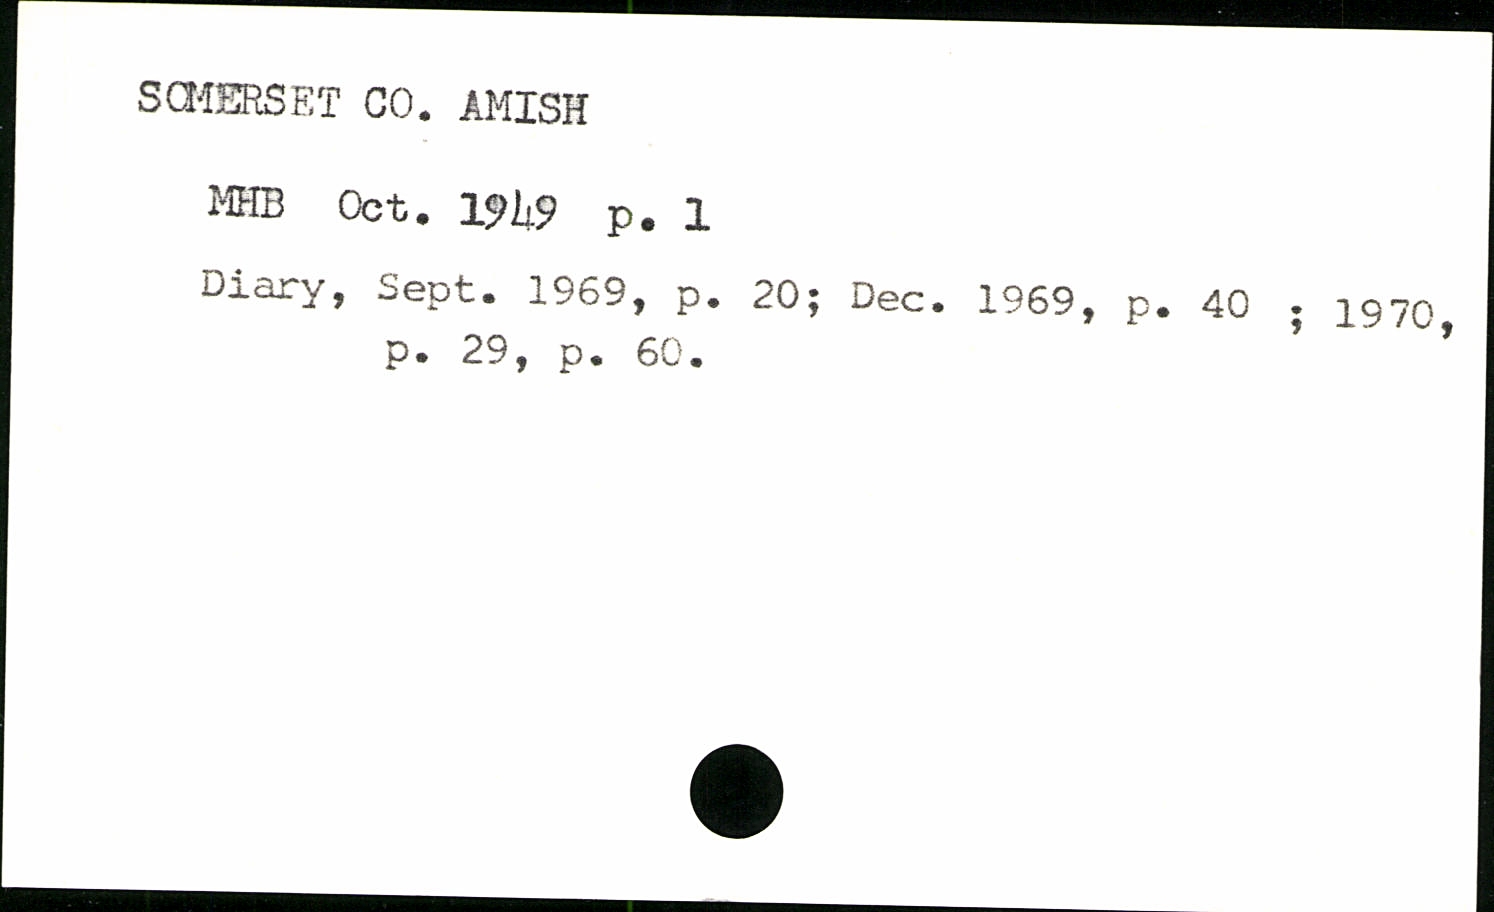 SOMERSET CO. AMISH
MHB Oct. 1949 p. 1
Diary, Sept. 1969, p. 20; Dec. 1969, p. 40 ; 1970,
p. 29, p. 60.